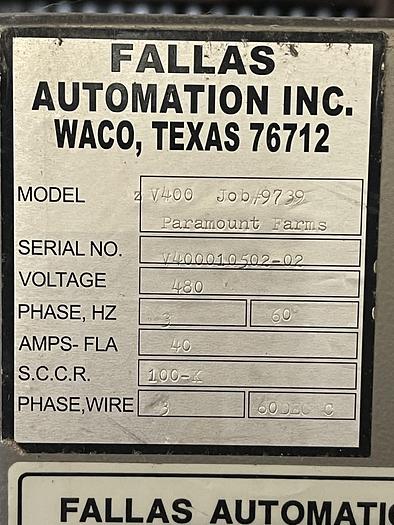 FALLAS
AUTOMATION INC.
WACO, TEXAS 76712
MODEL z V400 Job#9739
Paramount Farms
SERIAL NO. V400010502-02
VOLTAGE 480
PHASE, HZ 3 60
AMPS- FLA 40
S.C.C.R. 100-K
PHASE,WIRE 3 60DEG C
FALLAS AUTOMATIO